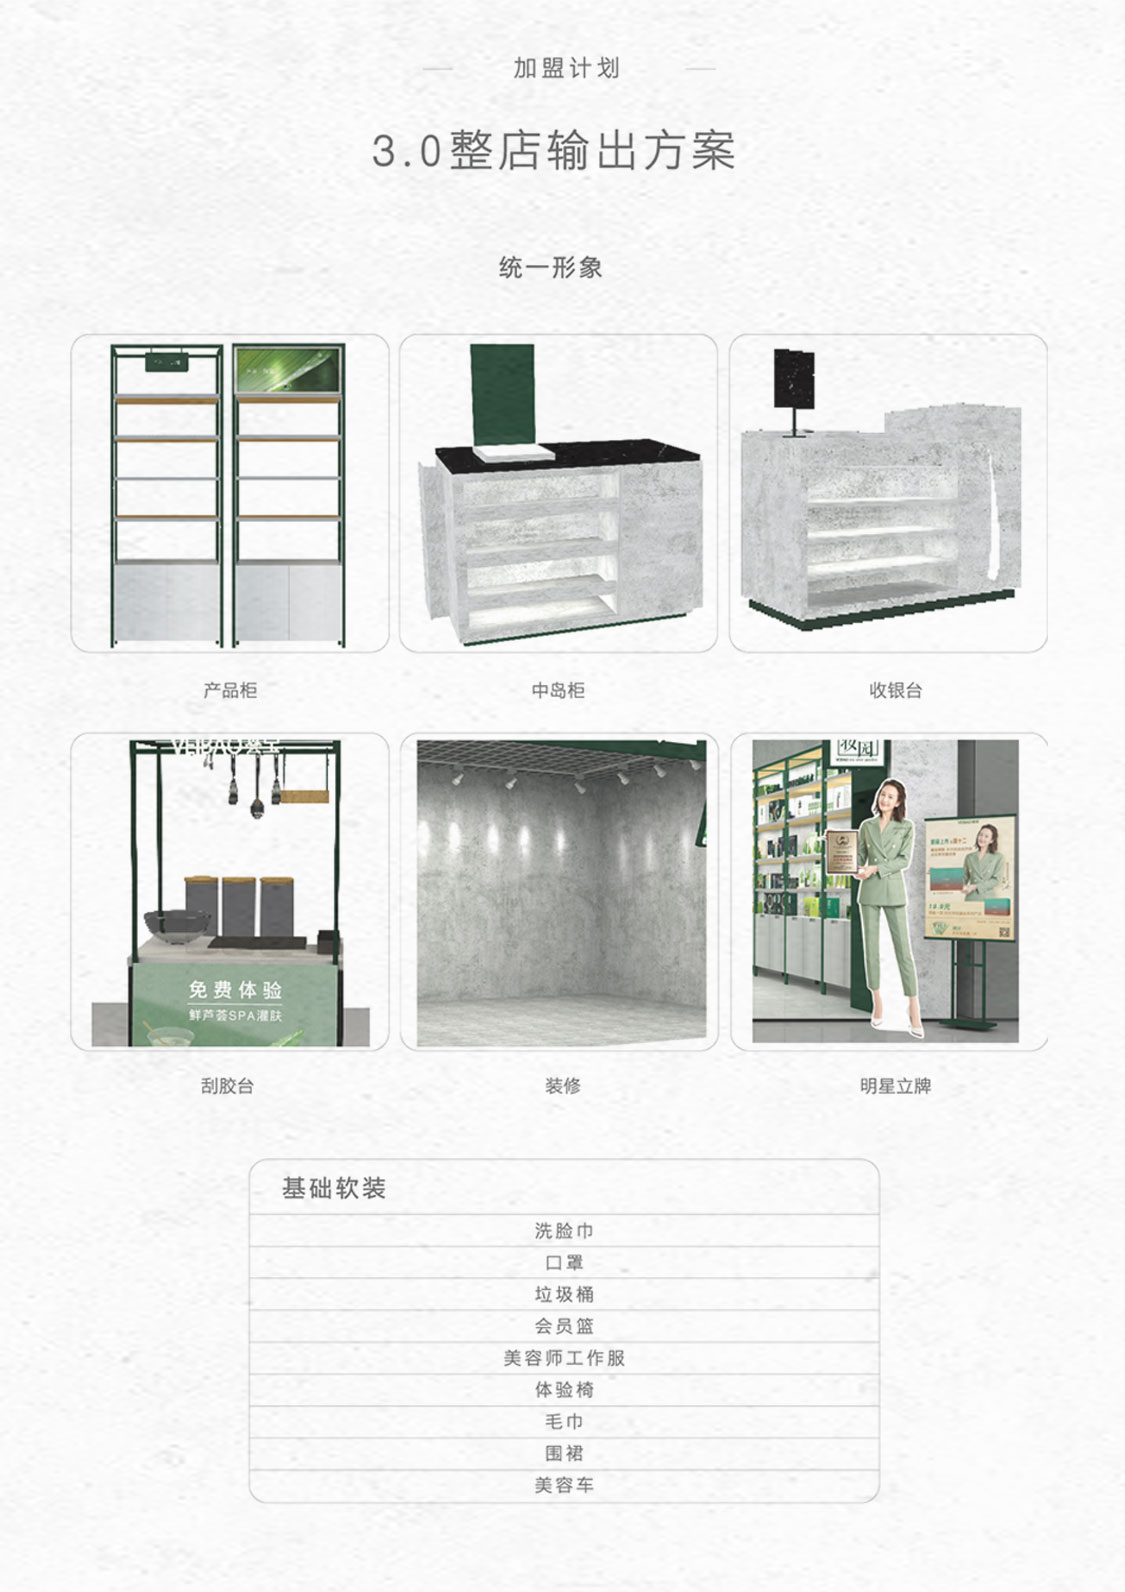 加盟计划
3.0整店输出方案
统一形象
产品柜
中岛柜
收银台
免费体验
鲜芦荟SPA灌肤
妆园
刮胶台
装修
明星立牌
基础软装
洗脸巾
口罩
垃圾桶
会员篮
美容师工作服
体验椅
毛巾
围裙
美容车